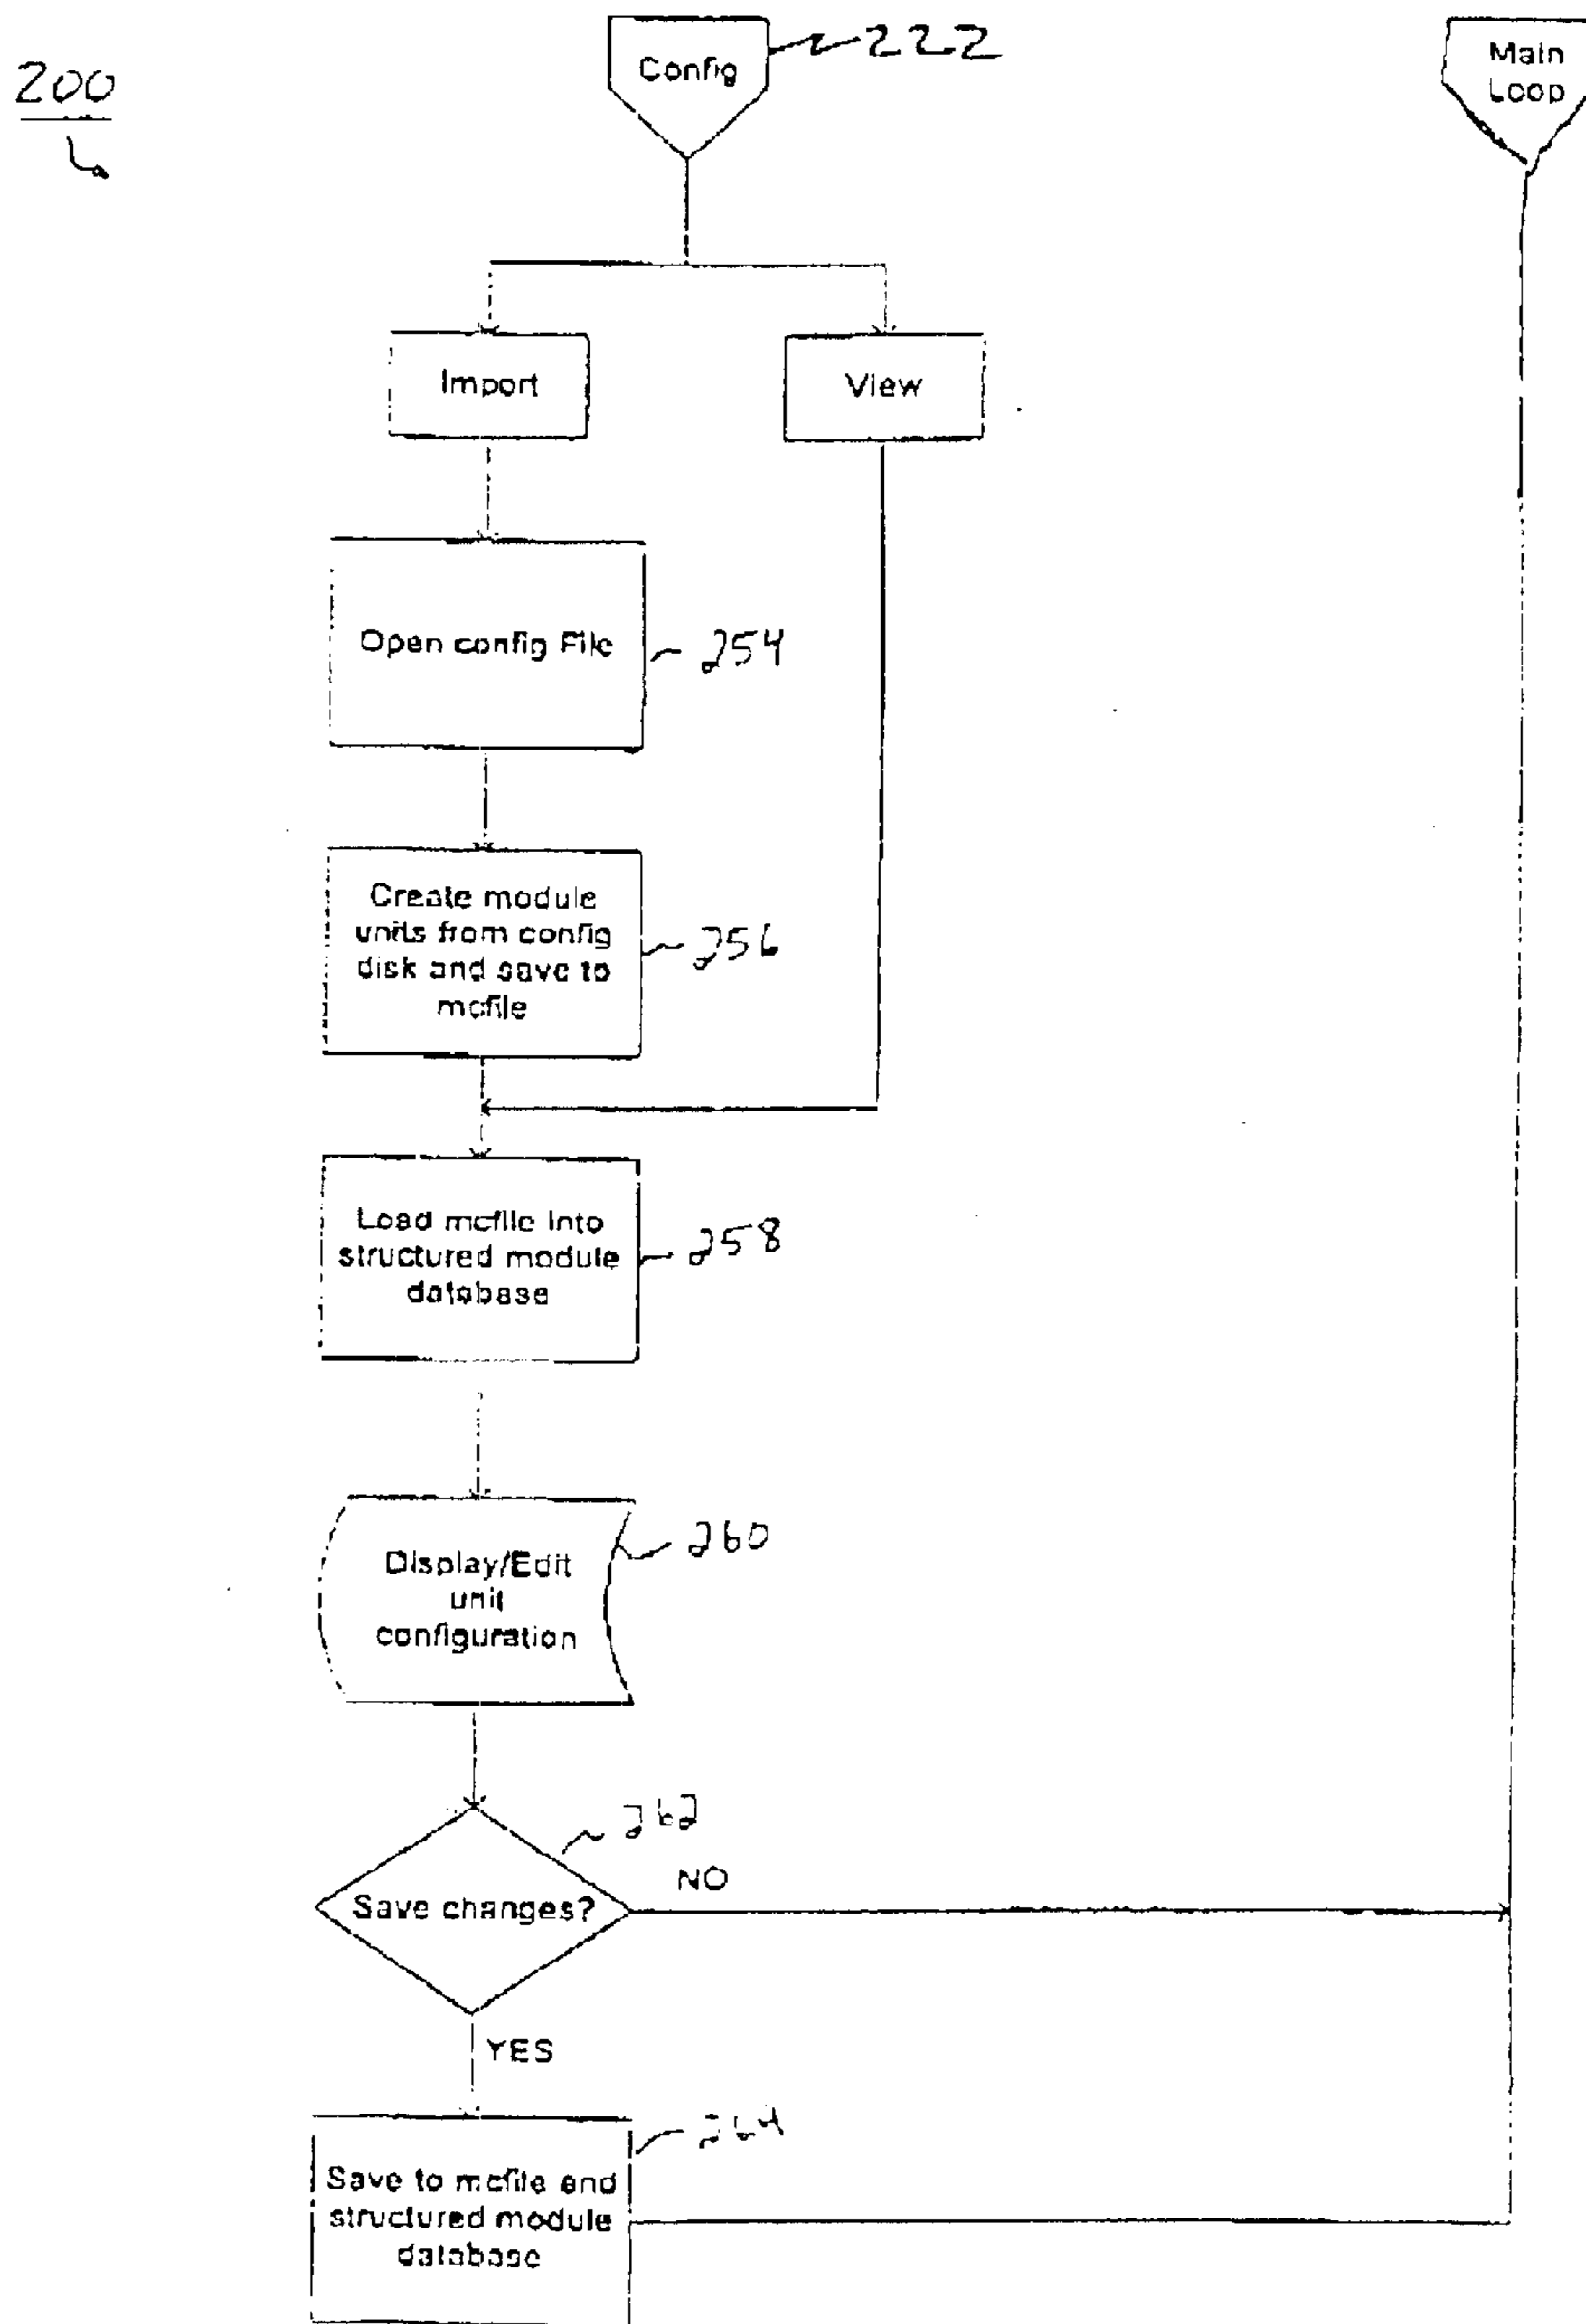 200
Config
222
Main
Loop
Import
View
Open config File
254
Create module
units from config
disk and save to
mcfile
256
Load mcfile into
structured module
database
258
Display/Edit
unit
configuration
260
Save changes?
262
NO
YES
Save to mcfile and
structured module
database
264